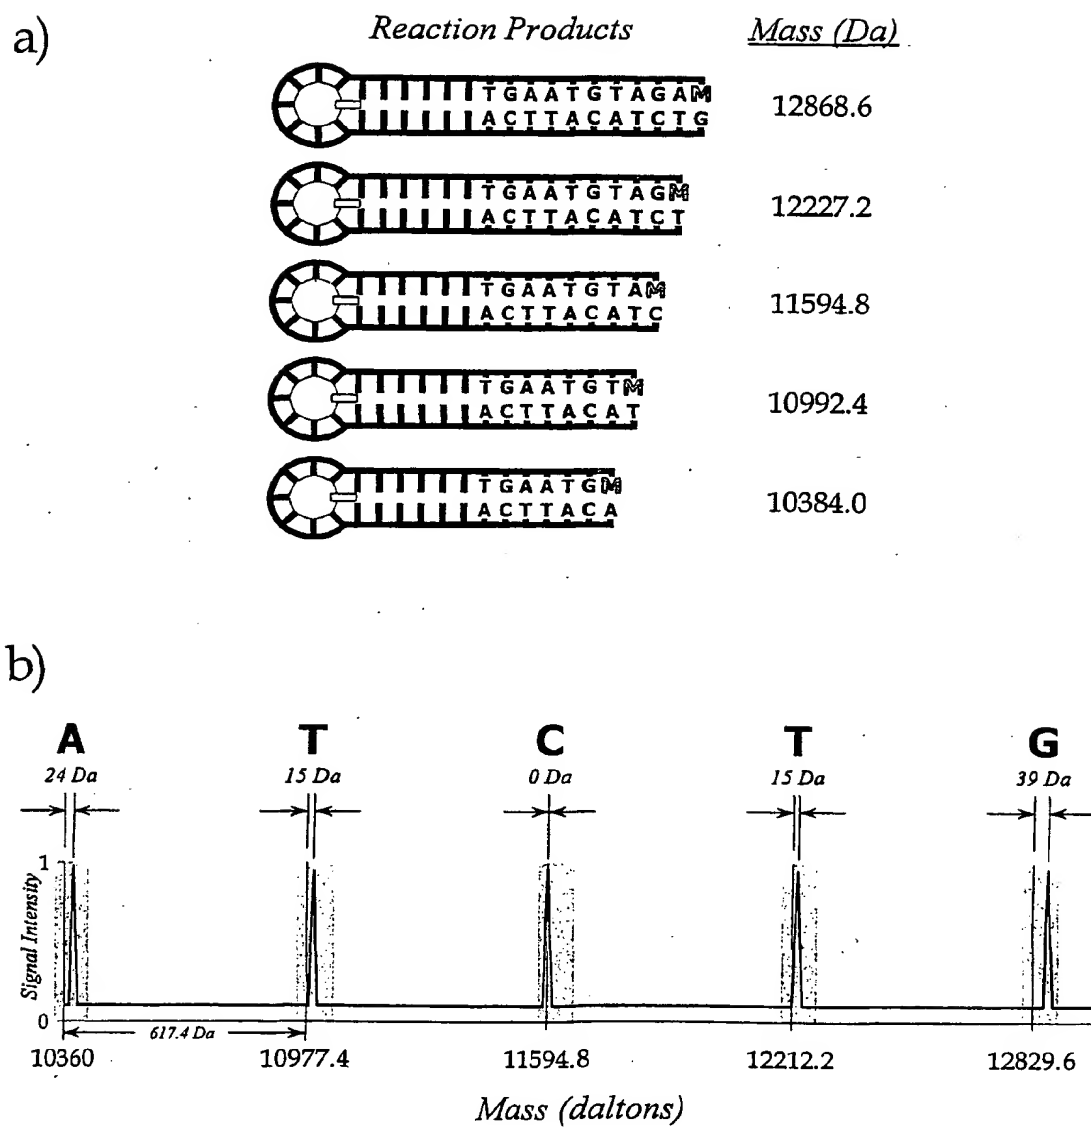 a)
Reaction Products Mass (Da)
TGAATGTAGAM 12868.6
ACTTACATCTG
TGAATGTAGM 12227.2
ACTTACATCT
TGAATGTAM 11594.8
ACTTACATC
TGAATGTM 10992.4
ACTTACAT
TGAATGM 10384.0
ACTTACA
b)
A T C T G
24 Da 15 Da 0 Da 15 Da 39 Da
1
Signal Intensity
0
617.4 Da
10360 10977.4 11594.8 12212.2 12829.6
Mass (daltons)